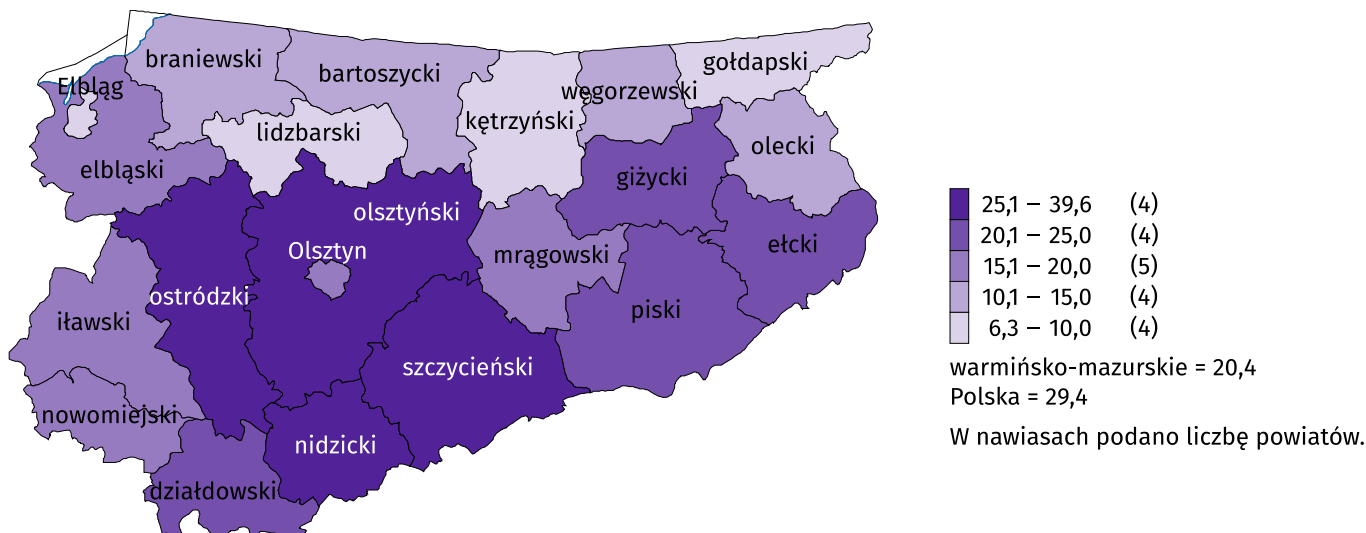 braniewski
bartoszycki
gołdapski
Elbląg
węgorzewski
lidzbarski
kętrzyński
olecki
elbląski
giżycki
olsztyński
ełcki
Olsztyn
mrągowski
ostródzki
iławski
piski
szczycieński
nowomiejski
nidzicki
działdowski
25,1 – 39,6 (4)
20,1 – 25,0 (4)
15,1 – 20,0 (5)
10,1 – 15,0 (4)
6,3 – 10,0 (4)
warmińsko-mazurskie = 20,4
Polska = 29,4
W nawiasach podano liczbę powiatów.